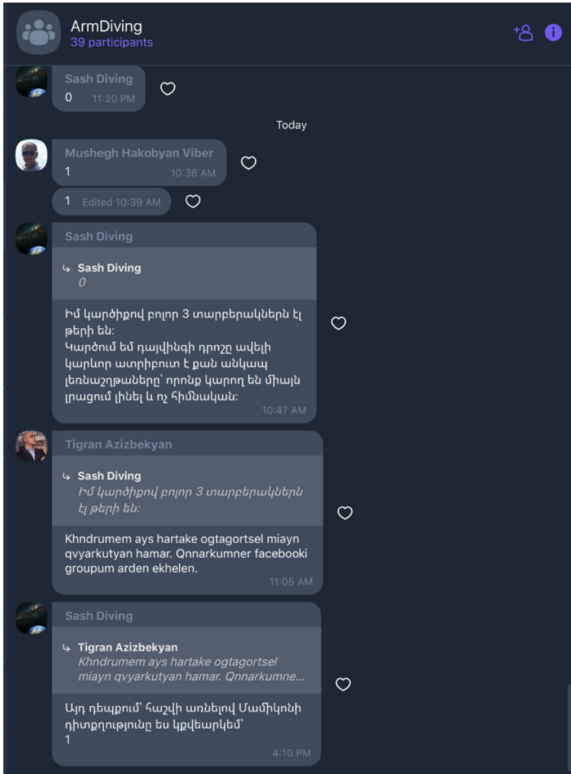 ArmDiving
39 participants
Sash Diving
0 11:20 PM
Today
Mushegh Hakobyan Viber
1 10:38 AM
1 Edited 10:39 AM
Sash Diving
Sash Diving
0
Իմ կարծիքով բոլոր 3 տարբերակներն էլ
թերի են:
Կարծում եմ դայվինգի դրոշը ավելի
կարևոր ատրիբուտ է քան անկապ
լեռնաշղթաները՝ որոնք կարող են միայն
լրացում լինել և ոչ հիմնական:
10:47 AM
Tigran Azizbekyan
Sash Diving
Իմ կարծիքով բոլոր 3 տարբերակներն
էլ թերի են:
Khndrumem ays hartake ogtagortsel miayn
qvyarkutyan hamar. Qnnarkumner facebooki
groupum arden ekhelen.
11:05 AM
Sash Diving
Tigran Azizbekyan
Khndrumem ays hartake ogtagortsel
miayn qvyarkutyan hamar. Qnnarkumne...
Այդ դեպքում՝ հաշվի առնելով Մամիկոնի
դիտքղությունը ես կքվեարկեմ՝
1
4:10 PM